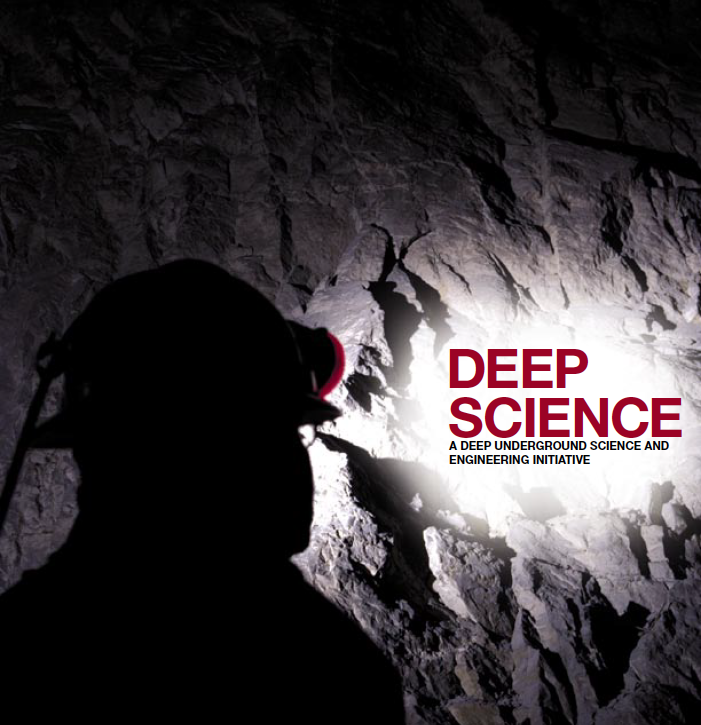 DEEP
SCIENCE
A DEEP UNDERGROUND SCIENCE AND
ENGINEERING INITIATIVE